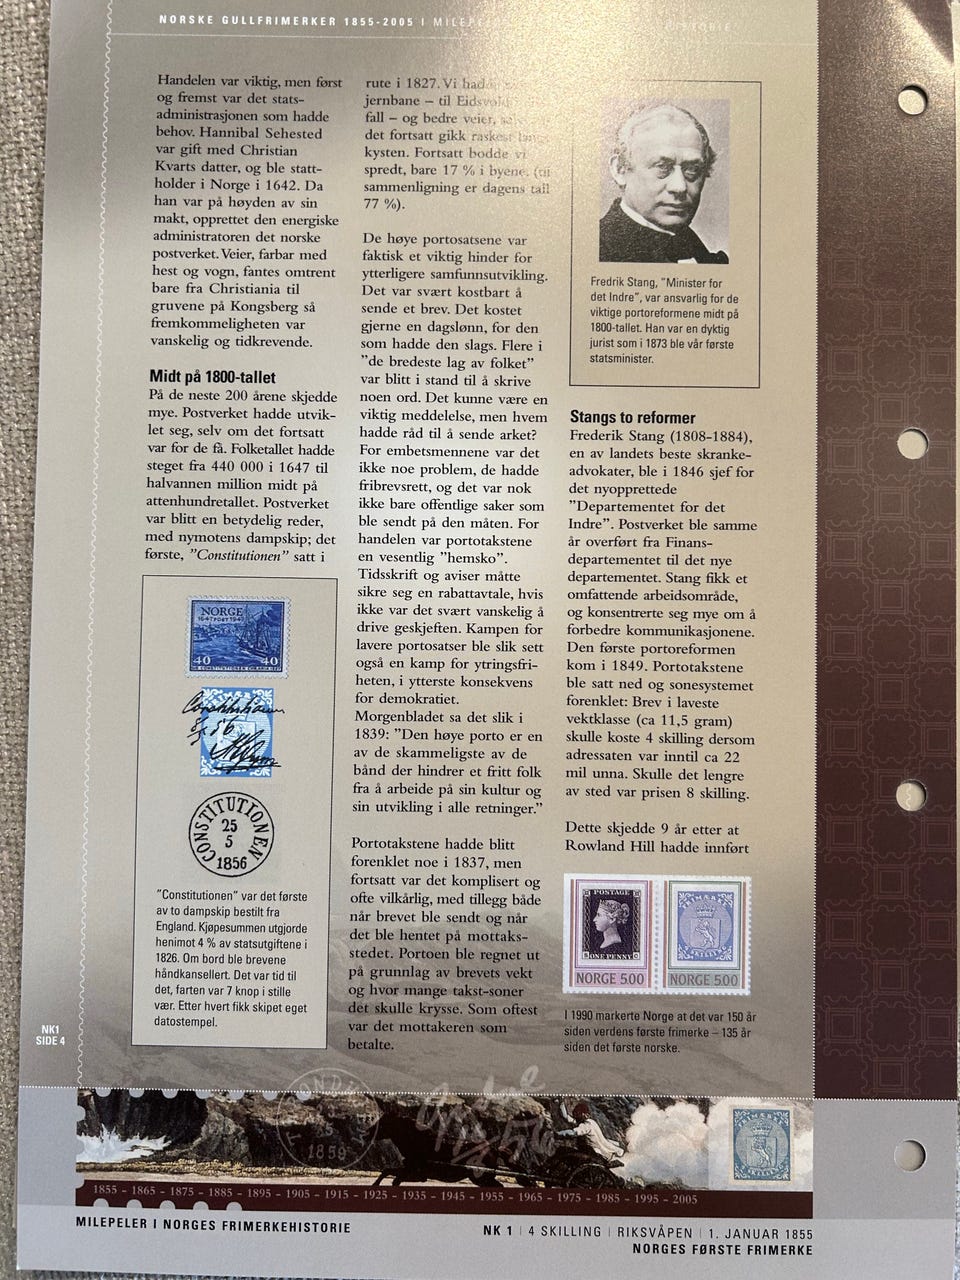 NORSKE GULLFRIMERKER 1855-2005 | MILEPELER
HISTORIE
Handelen var viktig, men først
og fremst var det stats-
administrasjonen som hadde
behov. Hannibal Sehested
var gift med Christian
Kvarts datter, og ble statt-
holder i Norge i 1642. Da
han var på høyden av sin
makt, opprettet den energiske
administratoren det norske
postverket. Veier, farbar med
hest og vogn, fantes omtrent
bare fra Christiania til
gruvene på Kongsberg så
fremkommeligheten var
vanskelig og tidkrevende.
Midt på 1800-tallet
På de neste 200 årene skjedde
mye. Postverket hadde utvik-
let seg, selv om det fortsatt
var for de få. Folketallet hadde
steget fra 440 000 i 1647 til
halvannen million midt på
attenhundretallet. Postverket
var blitt en betydelig reder,
med nymotens dampskip; det
første, "Constitutionen" satt i
NORGE
1647 POST 1947
40 40
CONSTITUTIONEN
25
5
1856
"Constitutionen" var det første
av to dampskip bestilt fra
England. Kjøpesummen utgjorde
henimot 4 % av statsutgiftene i
1826. Om bord ble brevene
håndkansellert. Det var tid til
det, farten var 7 knop i stille
vær. Etter hvert fikk skipet eget
datostempel.
rute i 1827. Vi hadde
jernbane – til Eidsvold
fall – og bedre veier,
det fortsatt gikk raskest langs
kysten. Fortsatt bodde vi
spredt, bare 17 % i byene. (til
sammenligning er dagens tall
77 %).
De høye portosatsene var
faktisk et viktig hinder for
ytterligere samfunnsutvikling.
Det var svært kostbart å
sende et brev. Det kostet
gjerne en dagslønn, for den
som hadde den slags. Flere i
"de bredeste lag av folket"
var blitt i stand til å skrive
noen ord. Det kunne være en
viktig meddelelse, men hvem
hadde råd til å sende arket?
For embetsmennene var det
ikke noe problem, de hadde
fribrevsrett, og det var nok
ikke bare offentlige saker som
ble sendt på den måten. For
handelen var portotakstene
en vesentlig "hemsko".
Tidsskrift og aviser måtte
sikre seg en rabattavtale, hvis
ikke var det svært vanskelig å
drive geskjeften. Kampen for
lavere portosatser ble slik sett
også en kamp for ytringsfri-
heten, i ytterste konsekvens
for demokratiet.
Morgenbladet sa det slik i
1839: "Den høye porto er en
av de skammeligste av de
bånd der hindrer et fritt folk
fra å arbeide på sin kultur og
sin utvikling i alle retninger."
Portotakstene hadde blitt
forenklet noe i 1837, men
fortsatt var det komplisert og
ofte vilkårlig, med tillegg både
når brevet ble sendt og når
det ble hentet på mottaks-
stedet. Portoen ble regnet ut
på grunnlag av brevets vekt
og hvor mange takst-soner
det skulle krysse. Som oftest
var det mottakeren som
betalte.
Fredrik Stang, "Minister for
det Indre", var ansvarlig for de
viktige portoreformene midt på
1800-tallet. Han var en dyktig
jurist som i 1873 ble vår første
statsminister.
Stangs to reformer
Frederik Stang (1808-1884),
en av landets beste skranke-
advokater, ble i 1846 sjef for
det nyopprettede
"Departementet for det
Indre". Postverket ble samme
år overført fra Finans-
departementet til det nye
departementet. Stang fikk et
omfattende arbeidsområde,
og konsentrerte seg mye om å
forbedre kommunikasjonene.
Den første portoreformen
kom i 1849. Portotakstene
ble satt ned og sonesystemet
forenklet: Brev i laveste
vektklasse (ca 11,5 gram)
skulle koste 4 skilling dersom
adressaten var inntil ca 22
mil unna. Skulle det lengre
av sted var prisen 8 skilling.
Dette skjedde 9 år etter at
Rowland Hill hadde innført
POSTAGE
ONE PENNY
NORGE 5.00
FRIMÆRKE
NORGE 5.00
I 1990 markerte Norge at det var 150 år
siden verdens første frimerke – 135 år
siden det første norske.
NK1
SIDE 4
1859
FRIMÆRKE
1855 - 1865 - 1875 - 1885 - 1895 - 1905 - 1915 - 1925 - 1935 - 1945 - 1955 - 1965 - 1975 - 1985 - 1995 - 2005
MILEPELER I NORGES FRIMERKEHISTORIE
NK 1 | 4 SKILLING | RIKSVÅPEN | 1. JANUAR 1855
NORGES FØRSTE FRIMERKE